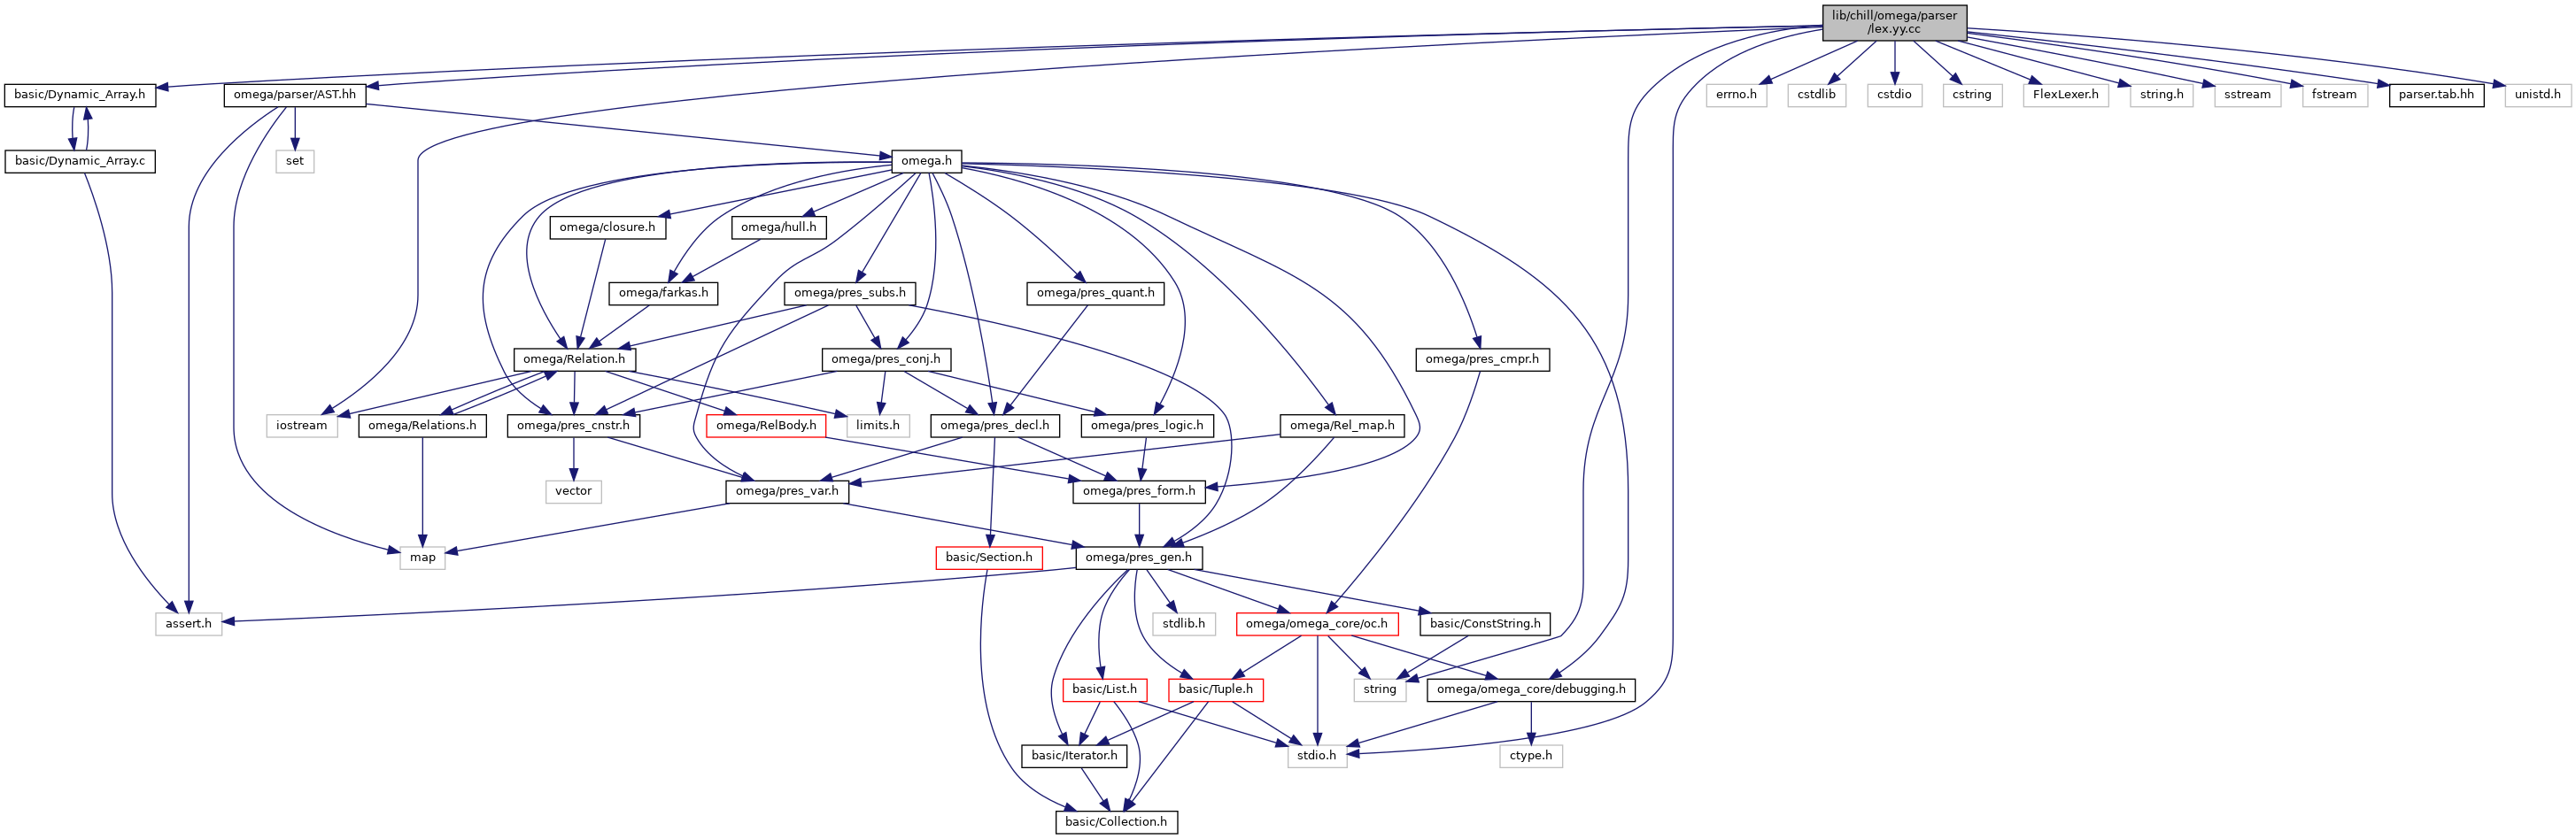 lib/chill/omega/parser
/lex.yy.cc
basic/Dynamic_Array.h
omega/parser/AST.hh
errno.h
cstdlib
cstdio
cstring
FlexLexer.h
string.h
sstream
fstream
parser.tab.hh
unistd.h
basic/Dynamic_Array.c
set
omega.h
omega/closure.h
omega/hull.h
omega/farkas.h
omega/pres_subs.h
omega/pres_quant.h
omega/Relation.h
omega/pres_conj.h
omega/pres_cmpr.h
iostream
omega/Relations.h
omega/pres_cnstr.h
omega/RelBody.h
limits.h
omega/pres_decl.h
omega/pres_logic.h
omega/Rel_map.h
vector
omega/pres_var.h
omega/pres_form.h
map
basic/Section.h
omega/pres_gen.h
assert.h
stdlib.h
omega/omega_core/oc.h
basic/ConstString.h
basic/List.h
basic/Tuple.h
string
omega/omega_core/debugging.h
basic/Iterator.h
stdio.h
ctype.h
basic/Collection.h